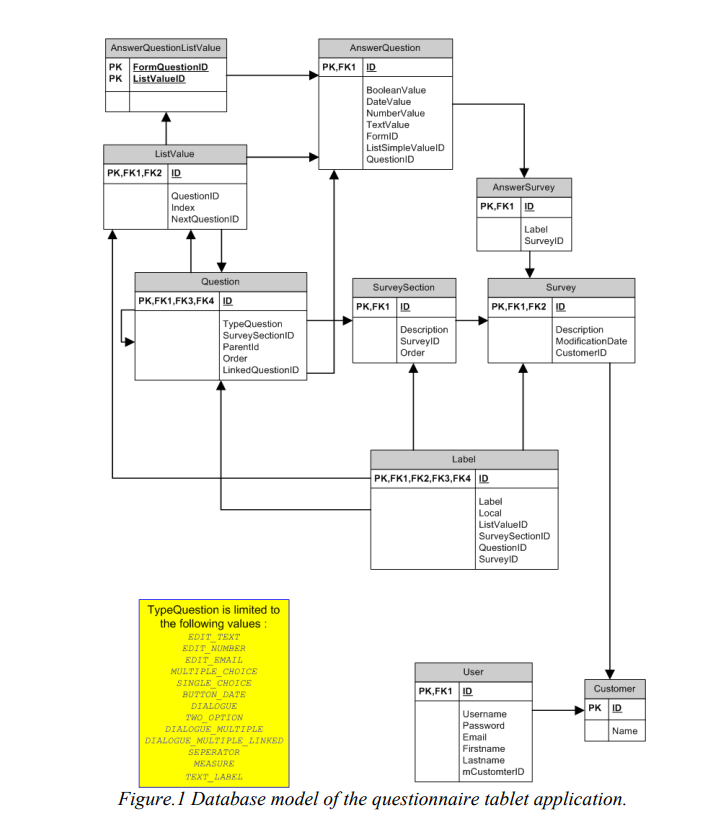 AnswerQuestionListValue
PK FormQuestionID
PK ListValueID
AnswerQuestion
PK,FK1 ID
BooleanValue
DateValue
NumberValue
TextValue
FormID
ListSimpleValueID
QuestionID
ListValue
PK,FK1,FK2 ID
QuestionID
Index
NextQuestionID
AnswerSurvey
PK,FK1 ID
Label
SurveyID
Question
PK,FK1,FK3,FK4 ID
TypeQuestion
SurveySectionID
ParentId
Order
LinkedQuestionID
SurveySection
PK,FK1 ID
Description
SurveyID
Order
Survey
PK,FK1,FK2 ID
Description
ModificationDate
CustomerID
Label
PK,FK1,FK2,FK3,FK4 ID
Label
Local
ListValueID
SurveySectionID
QuestionID
SurveyID
TypeQuestion is limited to
the following values :
EDIT_TEXT
EDIT_NUMBER
EDIT_EMAIL
MULTIPLE_CHOICE
SINGLE_CHOICE
BUTTON_DATE
DIALOGUE
TWO_OPTION
DIALOGUE_MULTIPLE
DIALOGUE_MULTIPLE_LINKED
SEPERATOR
MEASURE
TEXT_LABEL
User
PK,FK1 ID
Username
Password
Email
Firstname
Lastname
mCustomterID
Customer
PK ID
Name
Figure.1 Database model of the questionnaire tablet application.